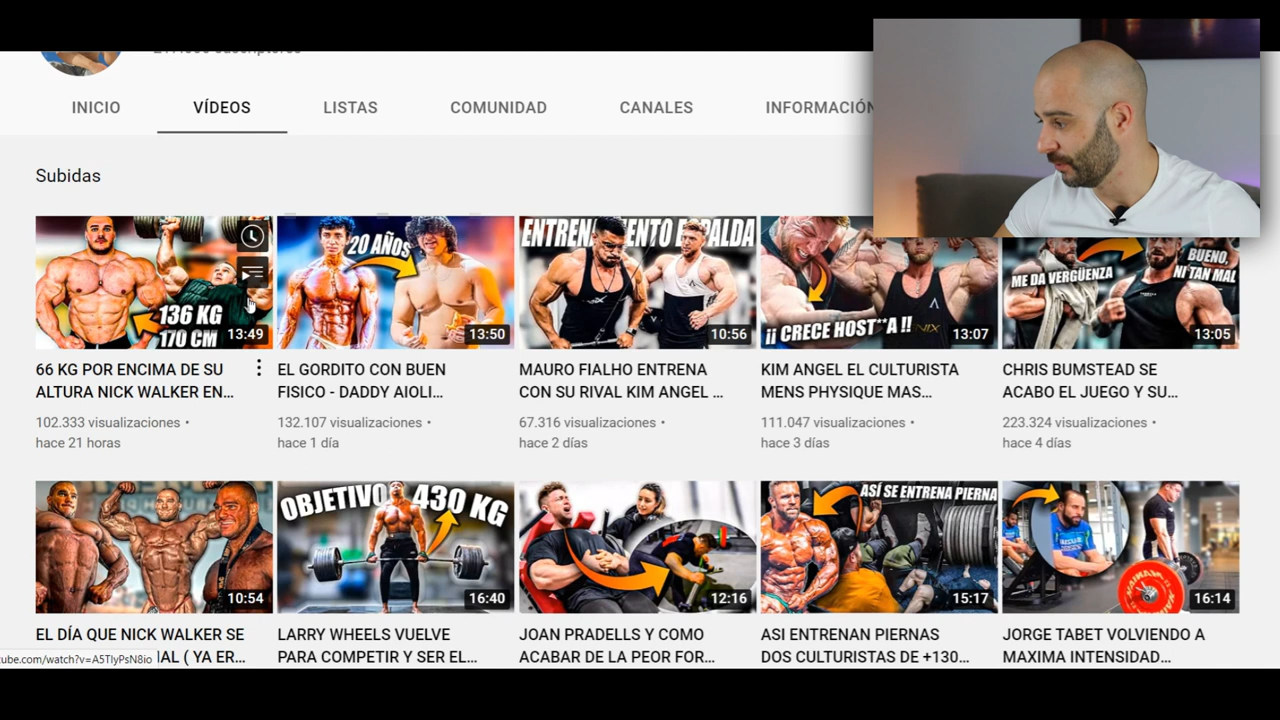 INICIO
VÍDEOS
LISTAS
COMUNIDAD
CANALES
INFORMACIÓN
Subidas
136 KG
170 CM
13:49
20 AÑOS
13:50
10:56
¡¡ CRECE HOST**A !!
13:07
ME DA VERGÜENZA
BUENO,
NI TAN MAL
13:05
66 KG POR ENCIMA DE SU
ALTURA NICK WALKER EN...
102.333 visualizaciones •
hace 21 horas
EL GORDITO CON BUEN
FISICO - DADDY AIOLI...
132.107 visualizaciones •
hace 1 día
MAURO FIALHO ENTRENA
CON SU RIVAL KIM ANGEL ...
67.316 visualizaciones •
hace 2 días
KIM ANGEL EL CULTURISTA
MENS PHYSIQUE MAS...
111.047 visualizaciones •
hace 3 días
CHRIS BUMSTEAD SE
ACABO EL JUEGO Y SU...
223.324 visualizaciones •
hace 4 días
10:54
OBJETIVO 430 KG
16:40
12:16
ASÍ SE ENTRENA PIERNA
15:17
16:14
EL DÍA QUE NICK WALKER SE
AL ( YA ER...
LARRY WHEELS VUELVE
PARA COMPETIR Y SER EL...
JOAN PRADELLS Y COMO
ACABAR DE LA PEOR FOR...
ASI ENTRENAN PIERNAS
DOS CULTURISTAS DE +130...
JORGE TABET VOLVIENDO A
MAXIMA INTENSIDAD...
ube.com/watch?v=A5TIyPsN8io